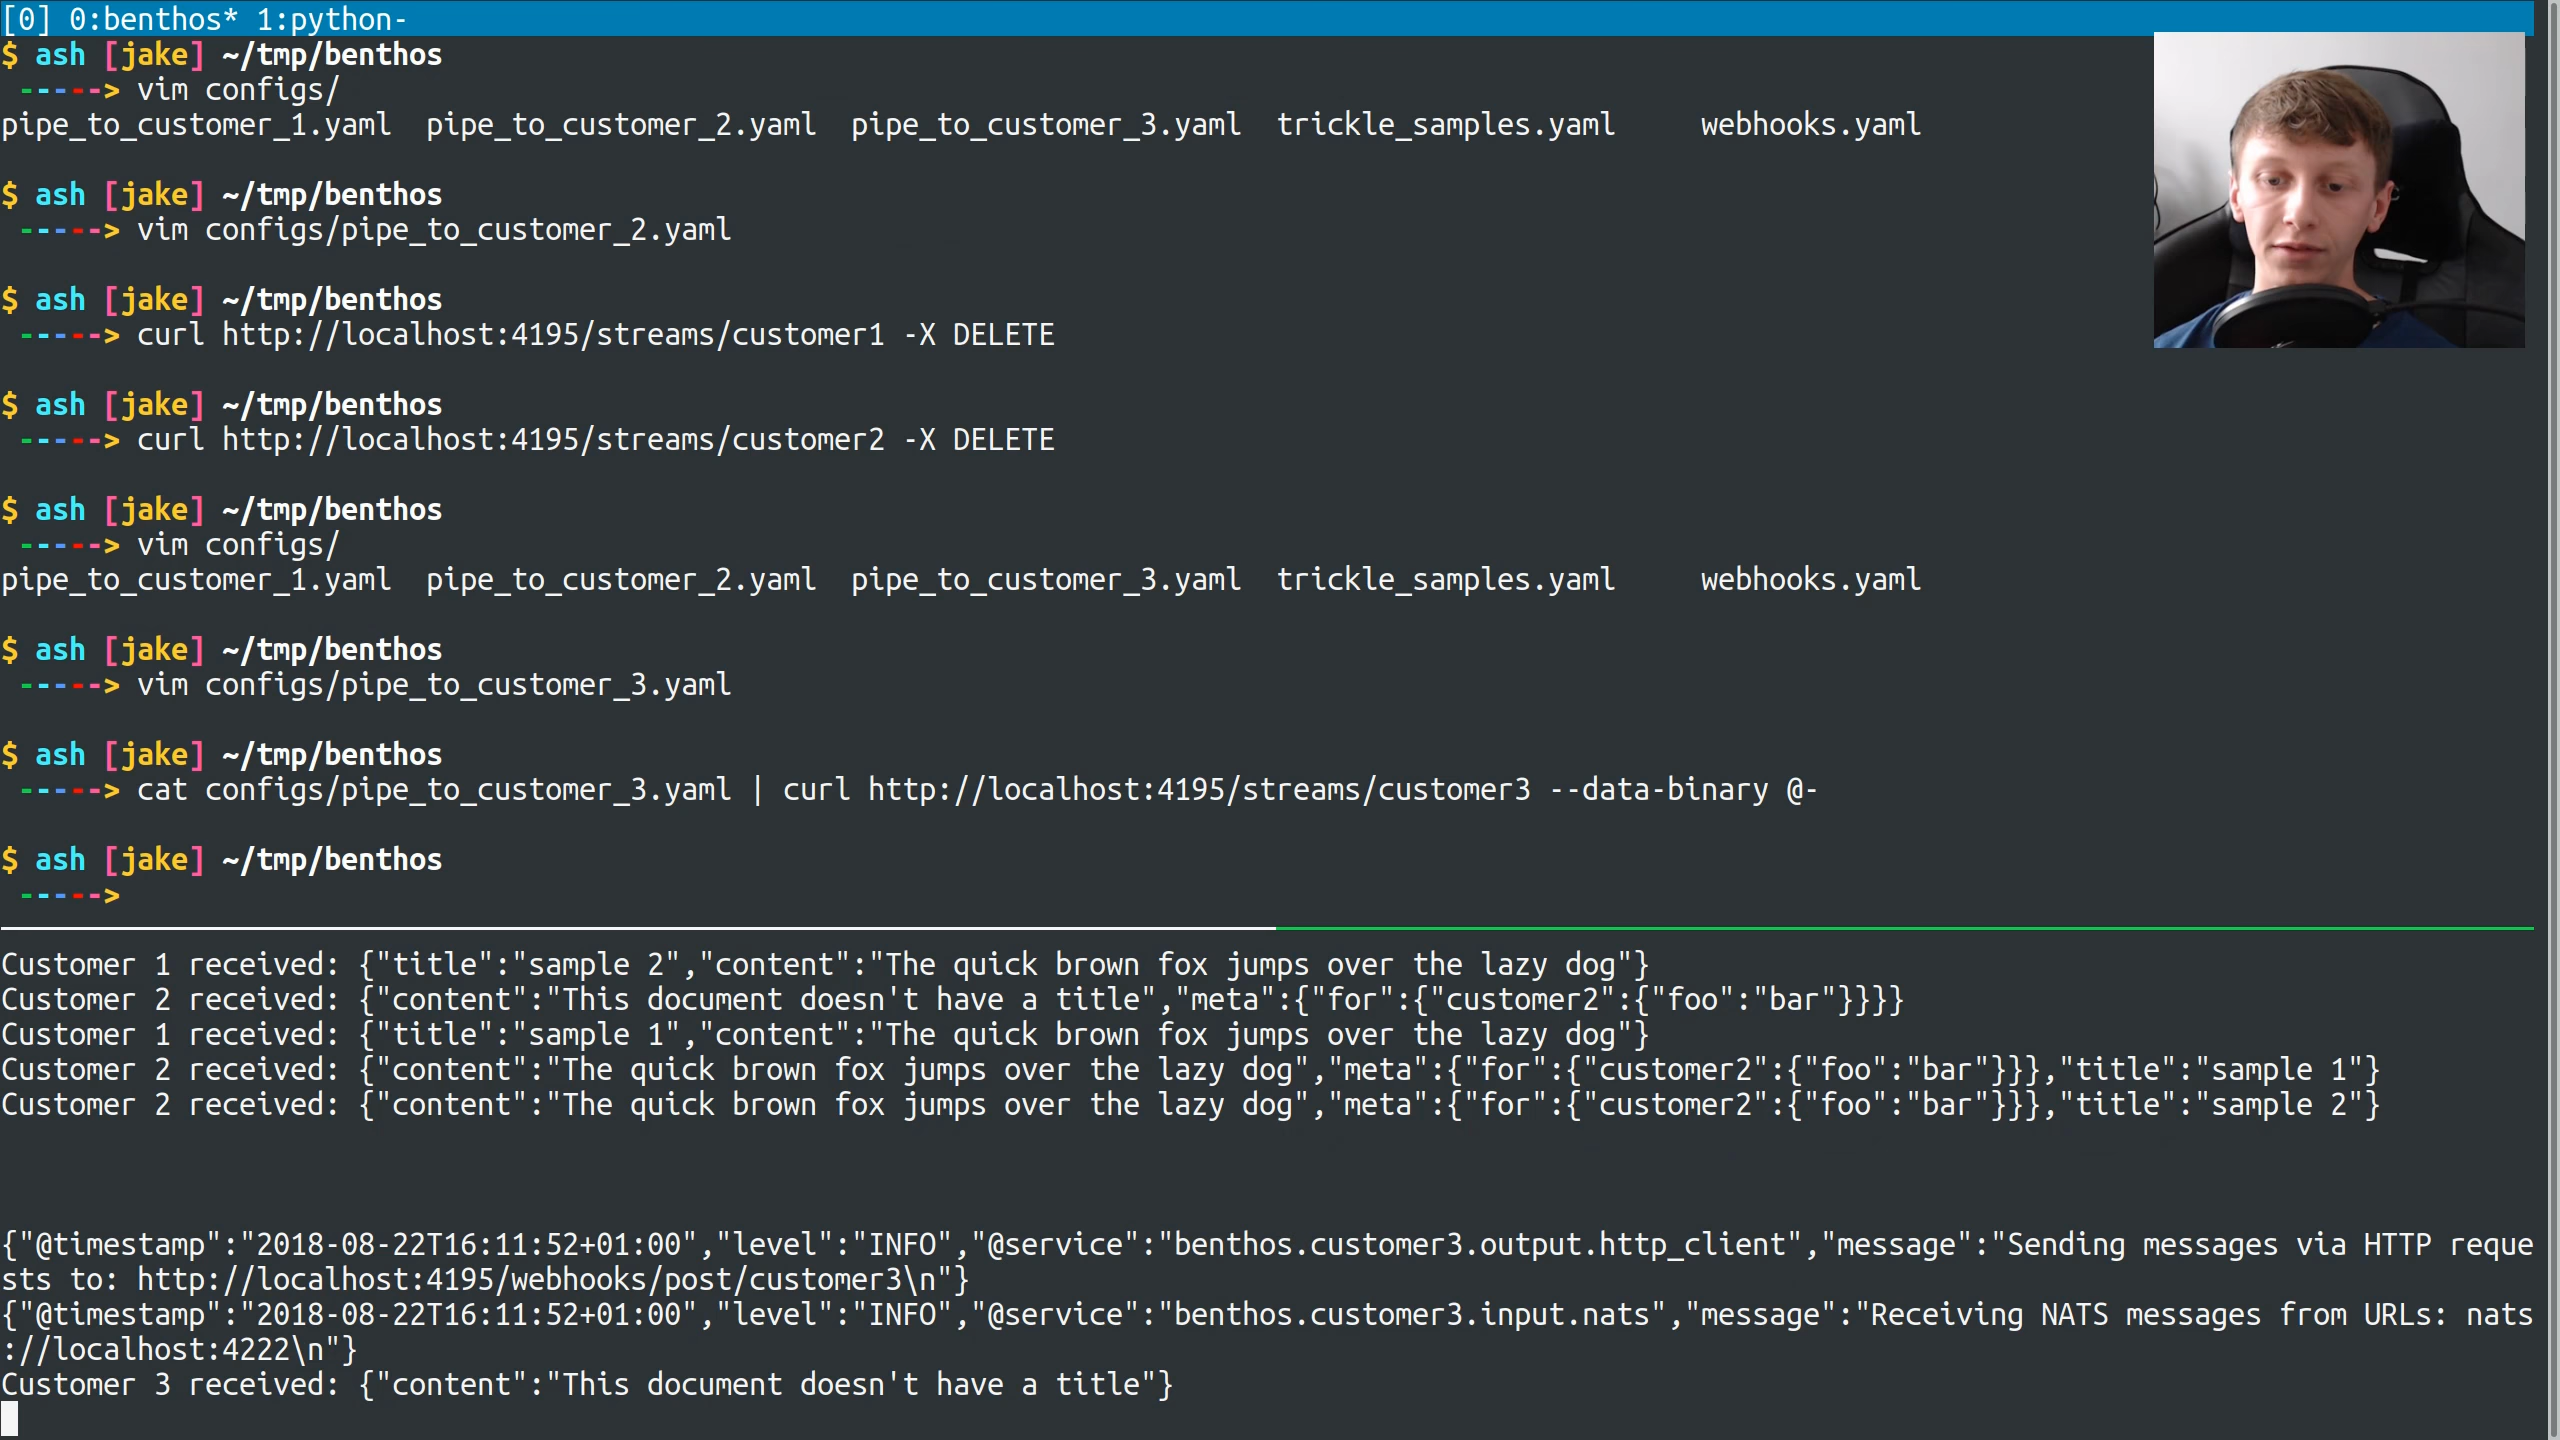 [0] 0:benthos* 1:python-
$ ash [jake] ~/tmp/benthos
-----> vim configs/
pipe_to_customer_1.yaml  pipe_to_customer_2.yaml  pipe_to_customer_3.yaml  trickle_samples.yaml     webhooks.yaml
$ ash [jake] ~/tmp/benthos
-----> vim configs/pipe_to_customer_2.yaml
$ ash [jake] ~/tmp/benthos
-----> curl http://localhost:4195/streams/customer1 -X DELETE
$ ash [jake] ~/tmp/benthos
-----> curl http://localhost:4195/streams/customer2 -X DELETE
$ ash [jake] ~/tmp/benthos
-----> vim configs/
pipe_to_customer_1.yaml  pipe_to_customer_2.yaml  pipe_to_customer_3.yaml  trickle_samples.yaml     webhooks.yaml
$ ash [jake] ~/tmp/benthos
-----> vim configs/pipe_to_customer_3.yaml
$ ash [jake] ~/tmp/benthos
-----> cat configs/pipe_to_customer_3.yaml | curl http://localhost:4195/streams/customer3 --data-binary @-
$ ash [jake] ~/tmp/benthos
----->
Customer 1 received: {"title":"sample 2","content":"The quick brown fox jumps over the lazy dog"}
Customer 2 received: {"content":"This document doesn't have a title","meta":{"for":{"customer2":{"foo":"bar"}}}}
Customer 1 received: {"title":"sample 1","content":"The quick brown fox jumps over the lazy dog"}
Customer 2 received: {"content":"The quick brown fox jumps over the lazy dog","meta":{"for":{"customer2":{"foo":"bar"}}},"title":"sample 1"}
Customer 2 received: {"content":"The quick brown fox jumps over the lazy dog","meta":{"for":{"customer2":{"foo":"bar"}}},"title":"sample 2"}
{"@timestamp":"2018-08-22T16:11:52+01:00","level":"INFO","@service":"benthos.customer3.output.http_client","message":"Sending messages via HTTP reque
sts to: http://localhost:4195/webhooks/post/customer3\n"}
{"@timestamp":"2018-08-22T16:11:52+01:00","level":"INFO","@service":"benthos.customer3.input.nats","message":"Receiving NATS messages from URLs: nats
://localhost:4222\n"}
Customer 3 received: {"content":"This document doesn't have a title"}